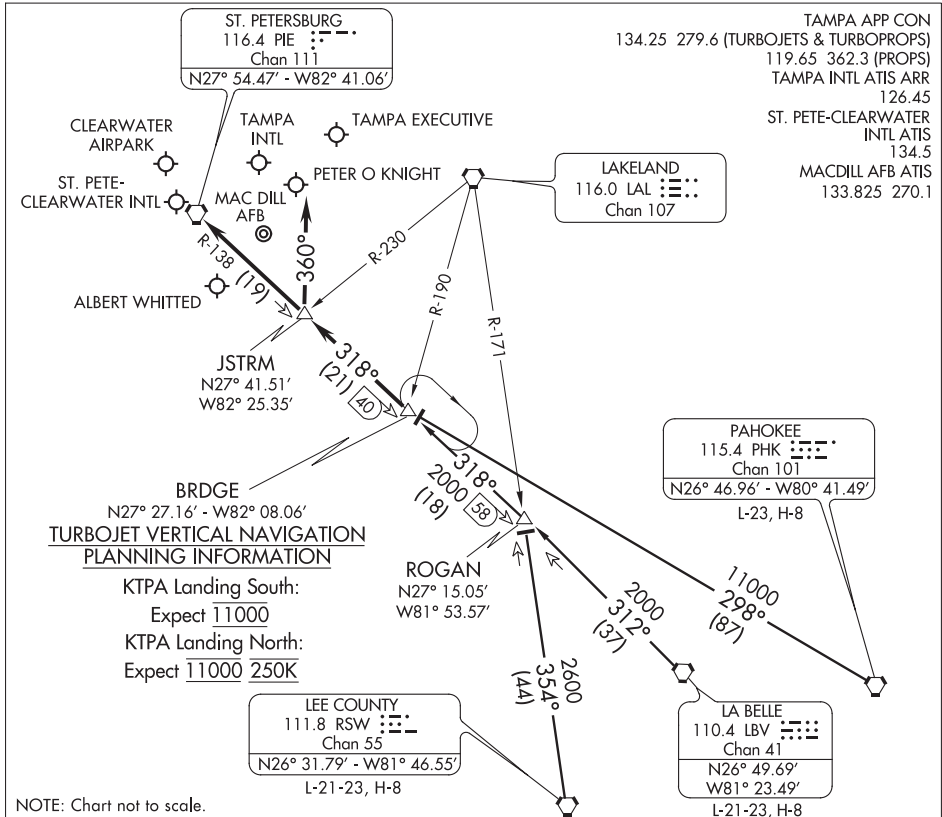 ST. PETERSBURG
116.4 PIE
Chan 111
N27° 54.47′ - W82° 41.06′
TAMPA APP CON
134.25 279.6 (TURBOJETS & TURBOPROPS)
119.65 362.3 (PROPS)
TAMPA INTL ATIS ARR
126.45
ST. PETE-CLEARWATER
INTL ATIS
134.5
MACDILL AFB ATIS
133.825 270.1
CLEARWATER
AIRPARK
TAMPA
INTL
TAMPA EXECUTIVE
ST. PETE-
CLEARWATER INTL
MAC DILL
AFB
PETER O KNIGHT
LAKELAND
116.0 LAL
Chan 107
R-138
(19)
360°
R-230
R-190
R-171
ALBERT WHITTED
JSTRM
N27° 41.51′
W82° 25.35′
318°
(21)
40
BRDGE
N27° 27.16′ - W82° 08.06′
318°
2000
(18)
58
PAHOKEE
115.4 PHK
Chan 101
N26° 46.96′ - W80° 41.49′
L-23, H-8
TURBOJET VERTICAL NAVIGATION
PLANNING INFORMATION
KTPA Landing South:
Expect 11000
KTPA Landing North:
Expect 11000 250K
ROGAN
N27° 15.05′
W81° 53.57′
11000
298°
(87)
2000
312°
(37)
2600
354°
(44)
LEE COUNTY
111.8 RSW
Chan 55
N26° 31.79′ - W81° 46.55′
L-21-23, H-8
LA BELLE
110.4 LBV
Chan 41
N26° 49.69′
W81° 23.49′
L-21-23, H-8
NOTE: Chart not to scale.